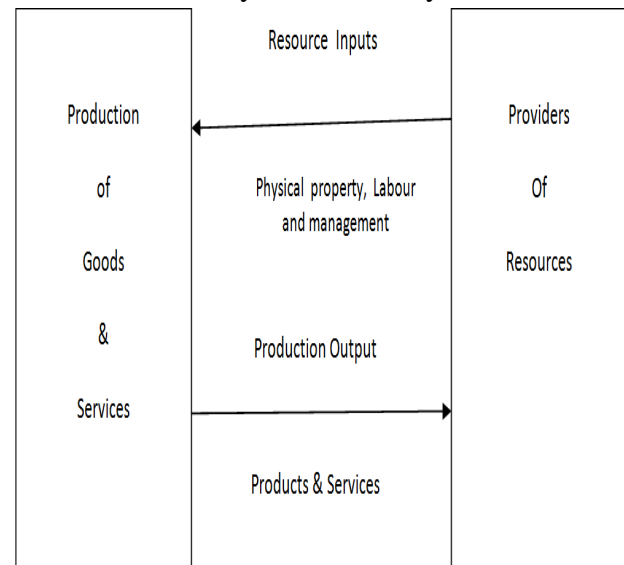 Resource Inputs
Production
of
Goods
&
Services
Physical property, Labour
and management
Production Output
Products & Services
Providers
Of
Resources